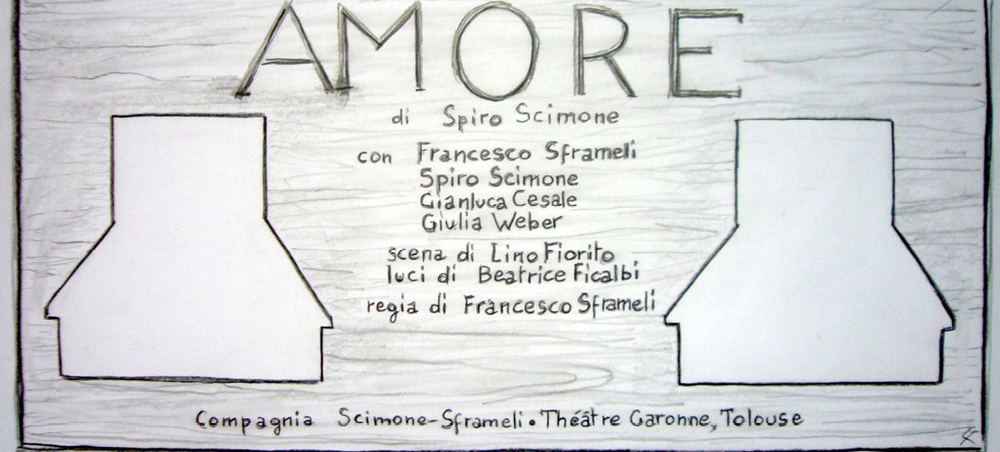 AMORE
di Spiro Scimone
con Francesco Sframeli
Spiro Scimone
Gianluca Cesale
Giulia Weber
scena di Lino Fiorito
luci di Beatrice Ficalbi
regia di Francesco Sframeli
Compagnia Scimone-Sframeli • Théâtre Garonne, Tolouse